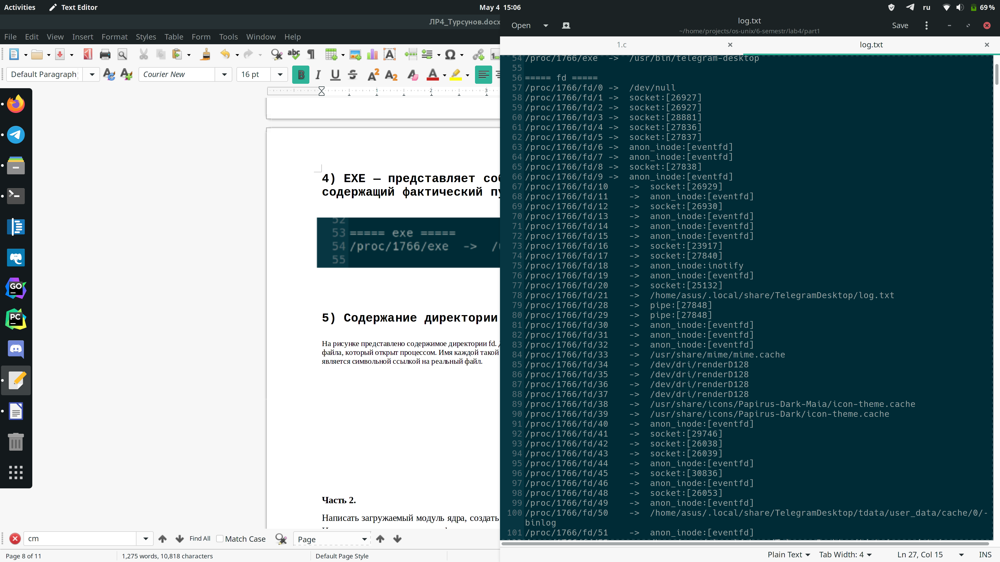 Activities
Text Editor
May 4 15:06
ru
69 %
ЛР4_Турсунов.docx
File Edit View Insert Format Styles Table Form Tools Window Help
Default Paragraph
Courier New
16 pt
1 2 3
4) EXE — представляет
содержащий фактический
52
53 ===== exe =====
54 /proc/1766/exe -> /
55
5) Содержание директории
На рисунке представлено содержимое директории fd.
файла, который открыт процессом. Имя каждой такой
является символьной ссылкой на реальный файл.
Часть 2.
Написать загружаемый модуль ядра, создать
cm
Find All
Match Case
Page
Page 8 of 11
1,275 words, 10,818 characters
Default Page Style
Open
log.txt
~/home/projects/os-unix/6-semestr/lab4/part1
Save
1.c
log.txt
54 /proc/1766/exe -> /usr/bin/telegram-desktop
55
56 ===== fd =====
57 /proc/1766/fd/0 -> /dev/null
58 /proc/1766/fd/1 -> socket:[26927]
59 /proc/1766/fd/2 -> socket:[26927]
60 /proc/1766/fd/3 -> socket:[28881]
61 /proc/1766/fd/4 -> socket:[27836]
62 /proc/1766/fd/5 -> socket:[27837]
63 /proc/1766/fd/6 -> anon_inode:[eventfd]
64 /proc/1766/fd/7 -> anon_inode:[eventfd]
65 /proc/1766/fd/8 -> socket:[27838]
66 /proc/1766/fd/9 -> anon_inode:[eventfd]
67 /proc/1766/fd/10 -> socket:[26929]
68 /proc/1766/fd/11 -> anon_inode:[eventfd]
69 /proc/1766/fd/12 -> socket:[26930]
70 /proc/1766/fd/13 -> anon_inode:[eventfd]
71 /proc/1766/fd/14 -> anon_inode:[eventfd]
72 /proc/1766/fd/15 -> anon_inode:[eventfd]
73 /proc/1766/fd/16 -> socket:[23917]
74 /proc/1766/fd/17 -> socket:[27840]
75 /proc/1766/fd/18 -> anon_inode:inotify
76 /proc/1766/fd/19 -> anon_inode:[eventfd]
77 /proc/1766/fd/20 -> socket:[25132]
78 /proc/1766/fd/21 -> /home/asus/.local/share/TelegramDesktop/log.txt
79 /proc/1766/fd/28 -> pipe:[27848]
80 /proc/1766/fd/29 -> pipe:[27848]
81 /proc/1766/fd/30 -> anon_inode:[eventfd]
82 /proc/1766/fd/31 -> anon_inode:[eventfd]
83 /proc/1766/fd/32 -> anon_inode:[eventfd]
84 /proc/1766/fd/33 -> /usr/share/mime/mime.cache
85 /proc/1766/fd/34 -> /dev/dri/renderD128
86 /proc/1766/fd/35 -> /dev/dri/renderD128
87 /proc/1766/fd/36 -> /dev/dri/renderD128
88 /proc/1766/fd/37 -> /dev/dri/renderD128
89 /proc/1766/fd/38 -> /usr/share/icons/Papirus-Dark-Maia/icon-theme.cache
90 /proc/1766/fd/39 -> /usr/share/icons/Papirus-Dark/icon-theme.cache
91 /proc/1766/fd/40 -> anon_inode:[eventfd]
92 /proc/1766/fd/41 -> socket:[29746]
93 /proc/1766/fd/42 -> socket:[26038]
94 /proc/1766/fd/43 -> socket:[26039]
95 /proc/1766/fd/44 -> anon_inode:[eventfd]
96 /proc/1766/fd/45 -> socket:[30836]
97 /proc/1766/fd/46 -> anon_inode:[eventfd]
98 /proc/1766/fd/48 -> socket:[26053]
99 /proc/1766/fd/49 -> anon_inode:[eventfd]
100 /proc/1766/fd/50 -> /home/asus/.local/share/TelegramDesktop/tdata/user_data/cache/0/-
binlog
101 /proc/1766/fd/51 -> anon_inode:[eventfd]
Plain Text
Tab Width: 4
Ln 27, Col 15
INS